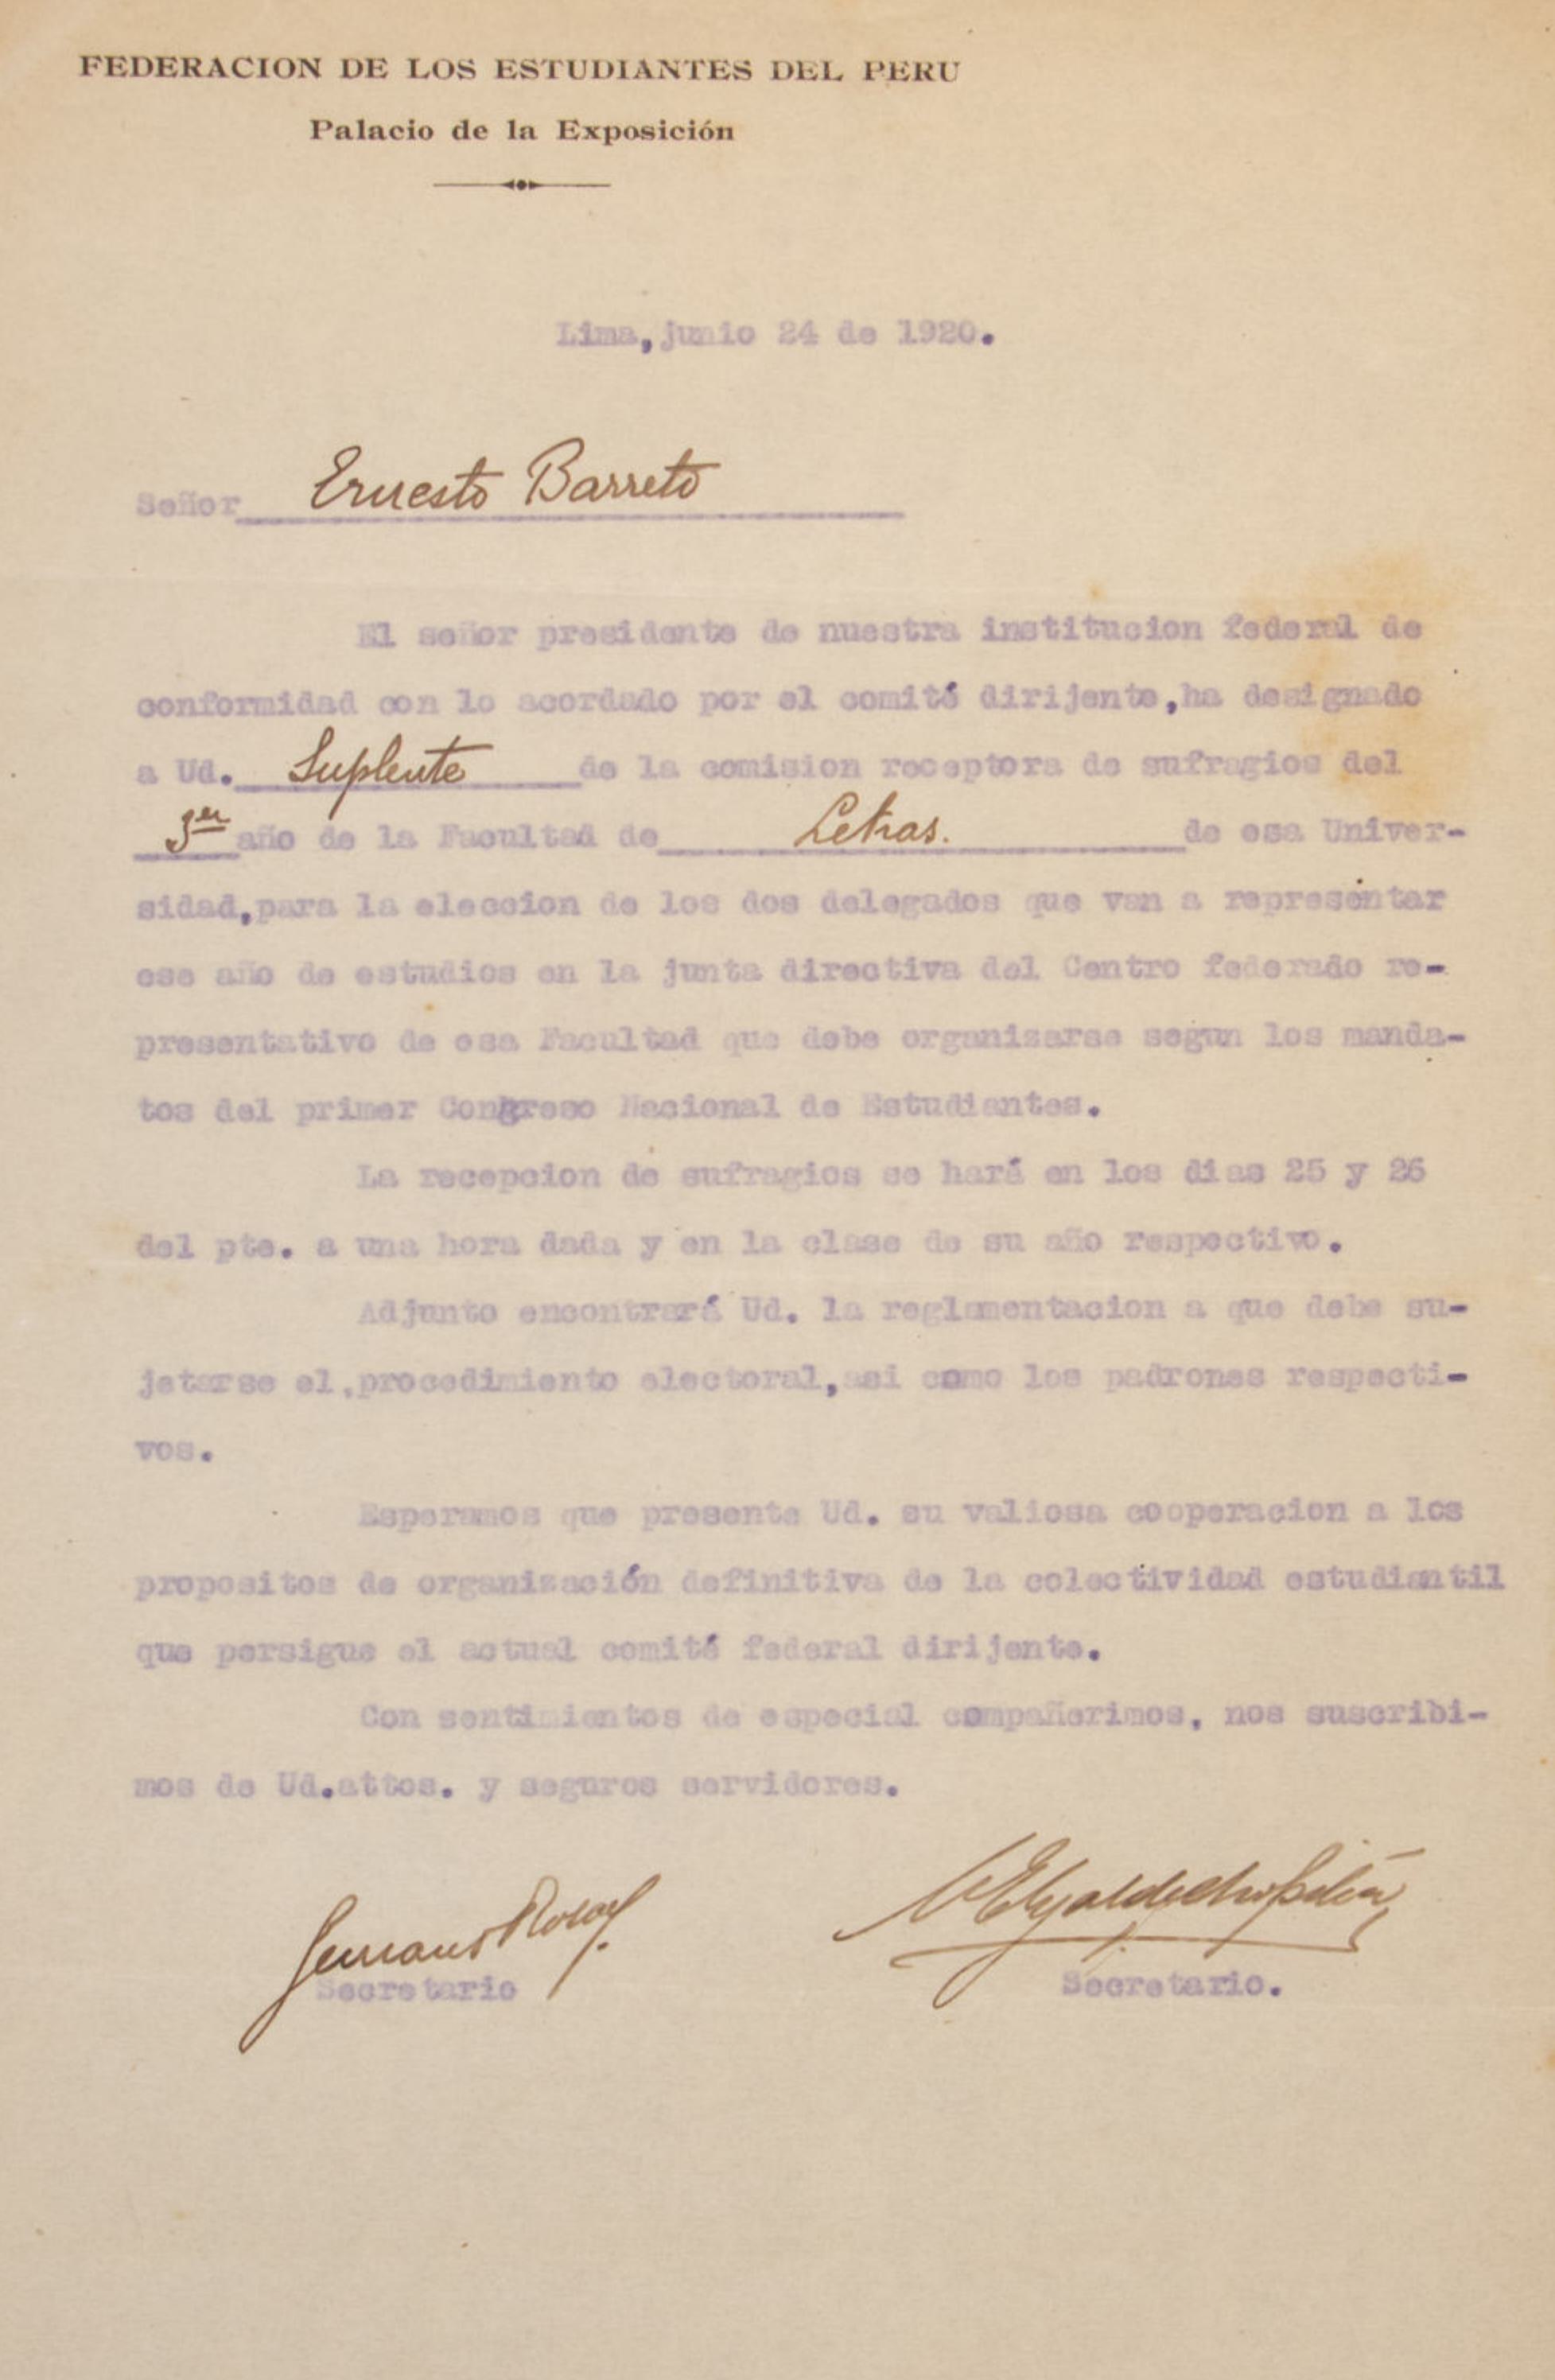 FEDERACION DE LOS ESTUDIANTES DEL PERU
Palacio de la Exposición
Lima,junio 24 de 1920.
Señor Ernesto Barreto
El señor presidente de nuestra institucion federal de
conformidad con lo acordado por el comité dirijente,ha designado
a Ud. Suplente de la comision receptora de sufragios del
3er año de la Facultad de Letras. de esa Univer-
sidad,para la eleccion de los dos delegados que van a representar
ese año de estudios en la junta directiva del Centro federado re-
presentativo de esa Facultad que debe organizarse segun los manda-
tos del primer Congreso Nacional de Estudiantes.
La recepcion de sufragios se hará en los dias 25 y 26
del pte. a una hora dada y en la clase de su año respectivo.
Adjunto encontrará Ud. la reglamentacion a que debe su-
jetarse el procedimiento electoral,asi como los padrones respecti-
vos.
Esperamos que presente Ud. su valiosa cooperacion a los
propositos de organización definitiva de la colectividad estudiantil
que persigue el actual comité federal dirijente.
Con sentimientos de especial compañerimos, nos suscribi-
mos de Ud.attos. y seguros servidores.
Secretario
Secretario.